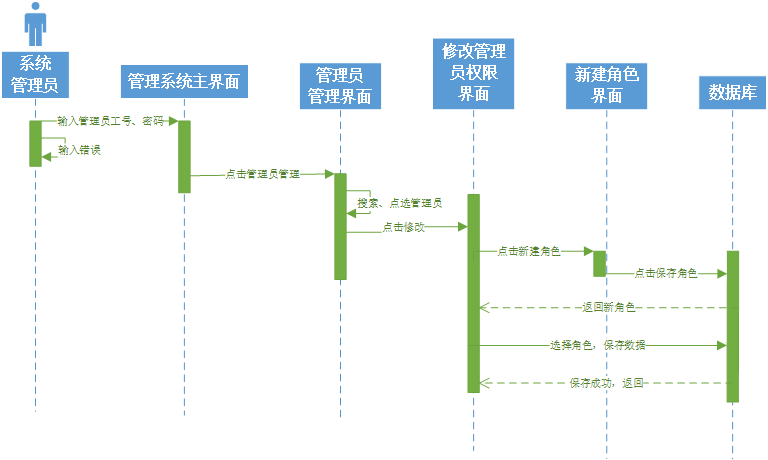 系统
管理员
管理系统主界面
管理员
管理界面
修改管理
员权限
界面
新建角色
界面
数据库
输入管理员工号、密码
输入错误
点击管理员管理
搜索、点选管理员
点击修改
点击新建角色
点击保存角色
返回新角色
选择角色，保存数据
保存成功，返回